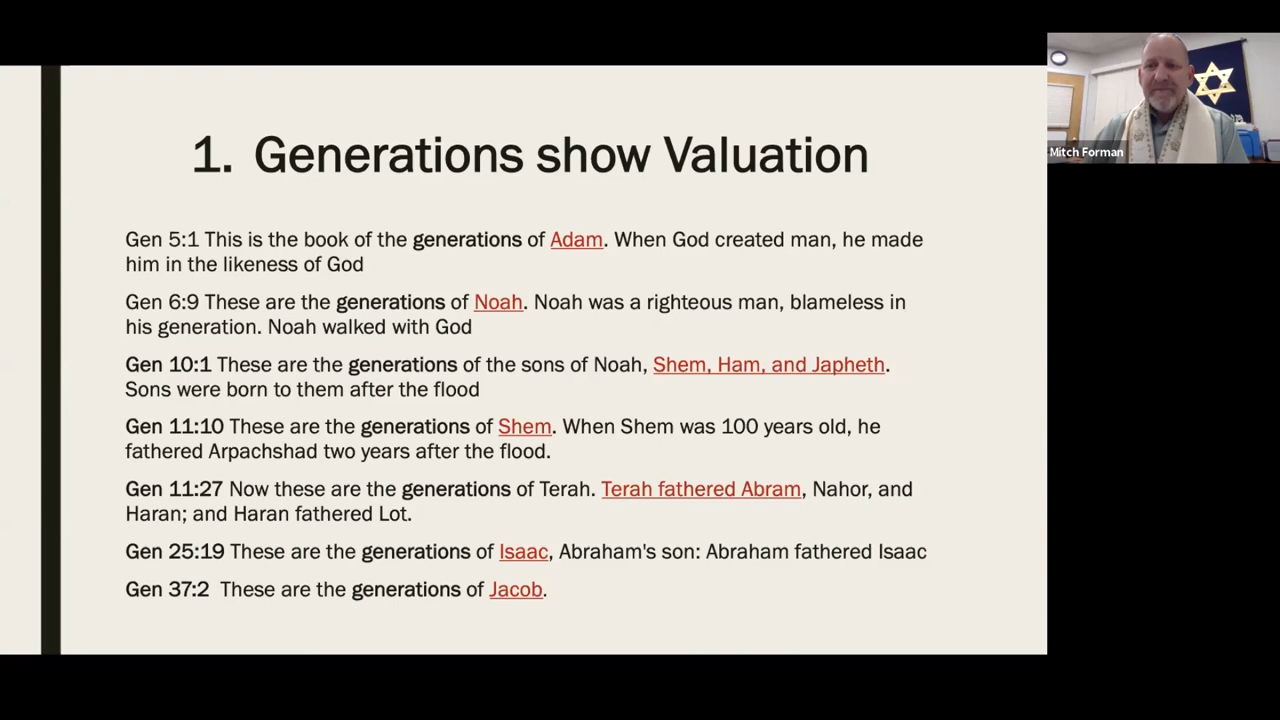 1. Generations show Valuation
Gen 5:1 This is the book of the generations of Adam. When God created man, he made
him in the likeness of God
Gen 6:9 These are the generations of Noah. Noah was a righteous man, blameless in
his generation. Noah walked with God
Gen 10:1 These are the generations of the sons of Noah, Shem, Ham, and Japheth.
Sons were born to them after the flood
Gen 11:10 These are the generations of Shem. When Shem was 100 years old, he
fathered Arpachshad two years after the flood.
Gen 11:27 Now these are the generations of Terah. Terah fathered Abram, Nahor, and
Haran; and Haran fathered Lot.
Gen 25:19 These are the generations of Isaac, Abraham's son: Abraham fathered Isaac
Gen 37:2 These are the generations of Jacob.
Mitch Forman